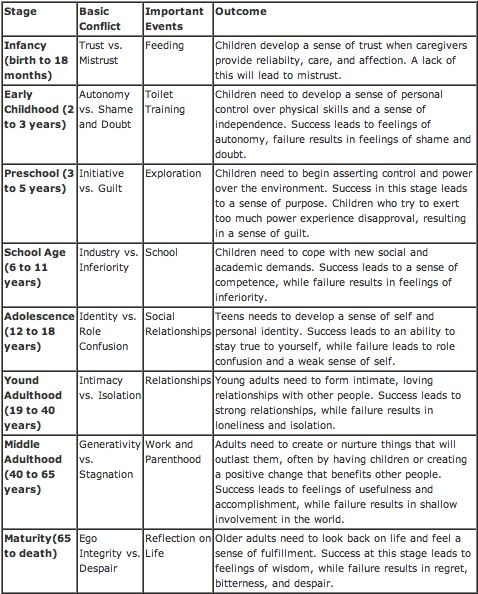 Stage Basic Conflict Important Events Outcome
Infancy (birth to 18 months) Trust vs. Mistrust Feeding Children develop a sense of trust when caregivers provide reliabilty, care, and affection. A lack of this will lead to mistrust.
Early Childhood (2 to 3 years) Autonomy vs. Shame and Doubt Toilet Training Children need to develop a sense of personal control over physical skills and a sense of independence. Success leads to feelings of autonomy, failure results in feelings of shame and doubt.
Preschool (3 to 5 years) Initiative vs. Guilt Exploration Children need to begin asserting control and power over the environment. Success in this stage leads to a sense of purpose. Children who try to exert too much power experience disapproval, resulting in a sense of guilt.
School Age (6 to 11 years) Industry vs. Inferiority School Children need to cope with new social and academic demands. Success leads to a sense of competence, while failure results in feelings of inferiority.
Adolescence (12 to 18 years) Identity vs. Role Confusion Social Relationships Teens needs to develop a sense of self and personal identity. Success leads to an ability to stay true to yourself, while failure leads to role confusion and a weak sense of self.
Young Adulthood (19 to 40 years) Intimacy vs. Isolation Relationships Young adults need to form intimate, loving relationships with other people. Success leads to strong relationships, while failure results in loneliness and isolation.
Middle Adulthood (40 to 65 years) Generativity vs. Stagnation Work and Parenthood Adults need to create or nurture things that will outlast them, often by having children or creating a positive change that benefits other people. Success leads to feelings of usefulness and accomplishment, while failure results in shallow involvement in the world.
Maturity(65 to death) Ego Integrity vs. Despair Reflection on Life Older adults need to look back on life and feel a sense of fulfillment. Success at this stage leads to feelings of wisdom, while failure results in regret, bitterness, and despair.